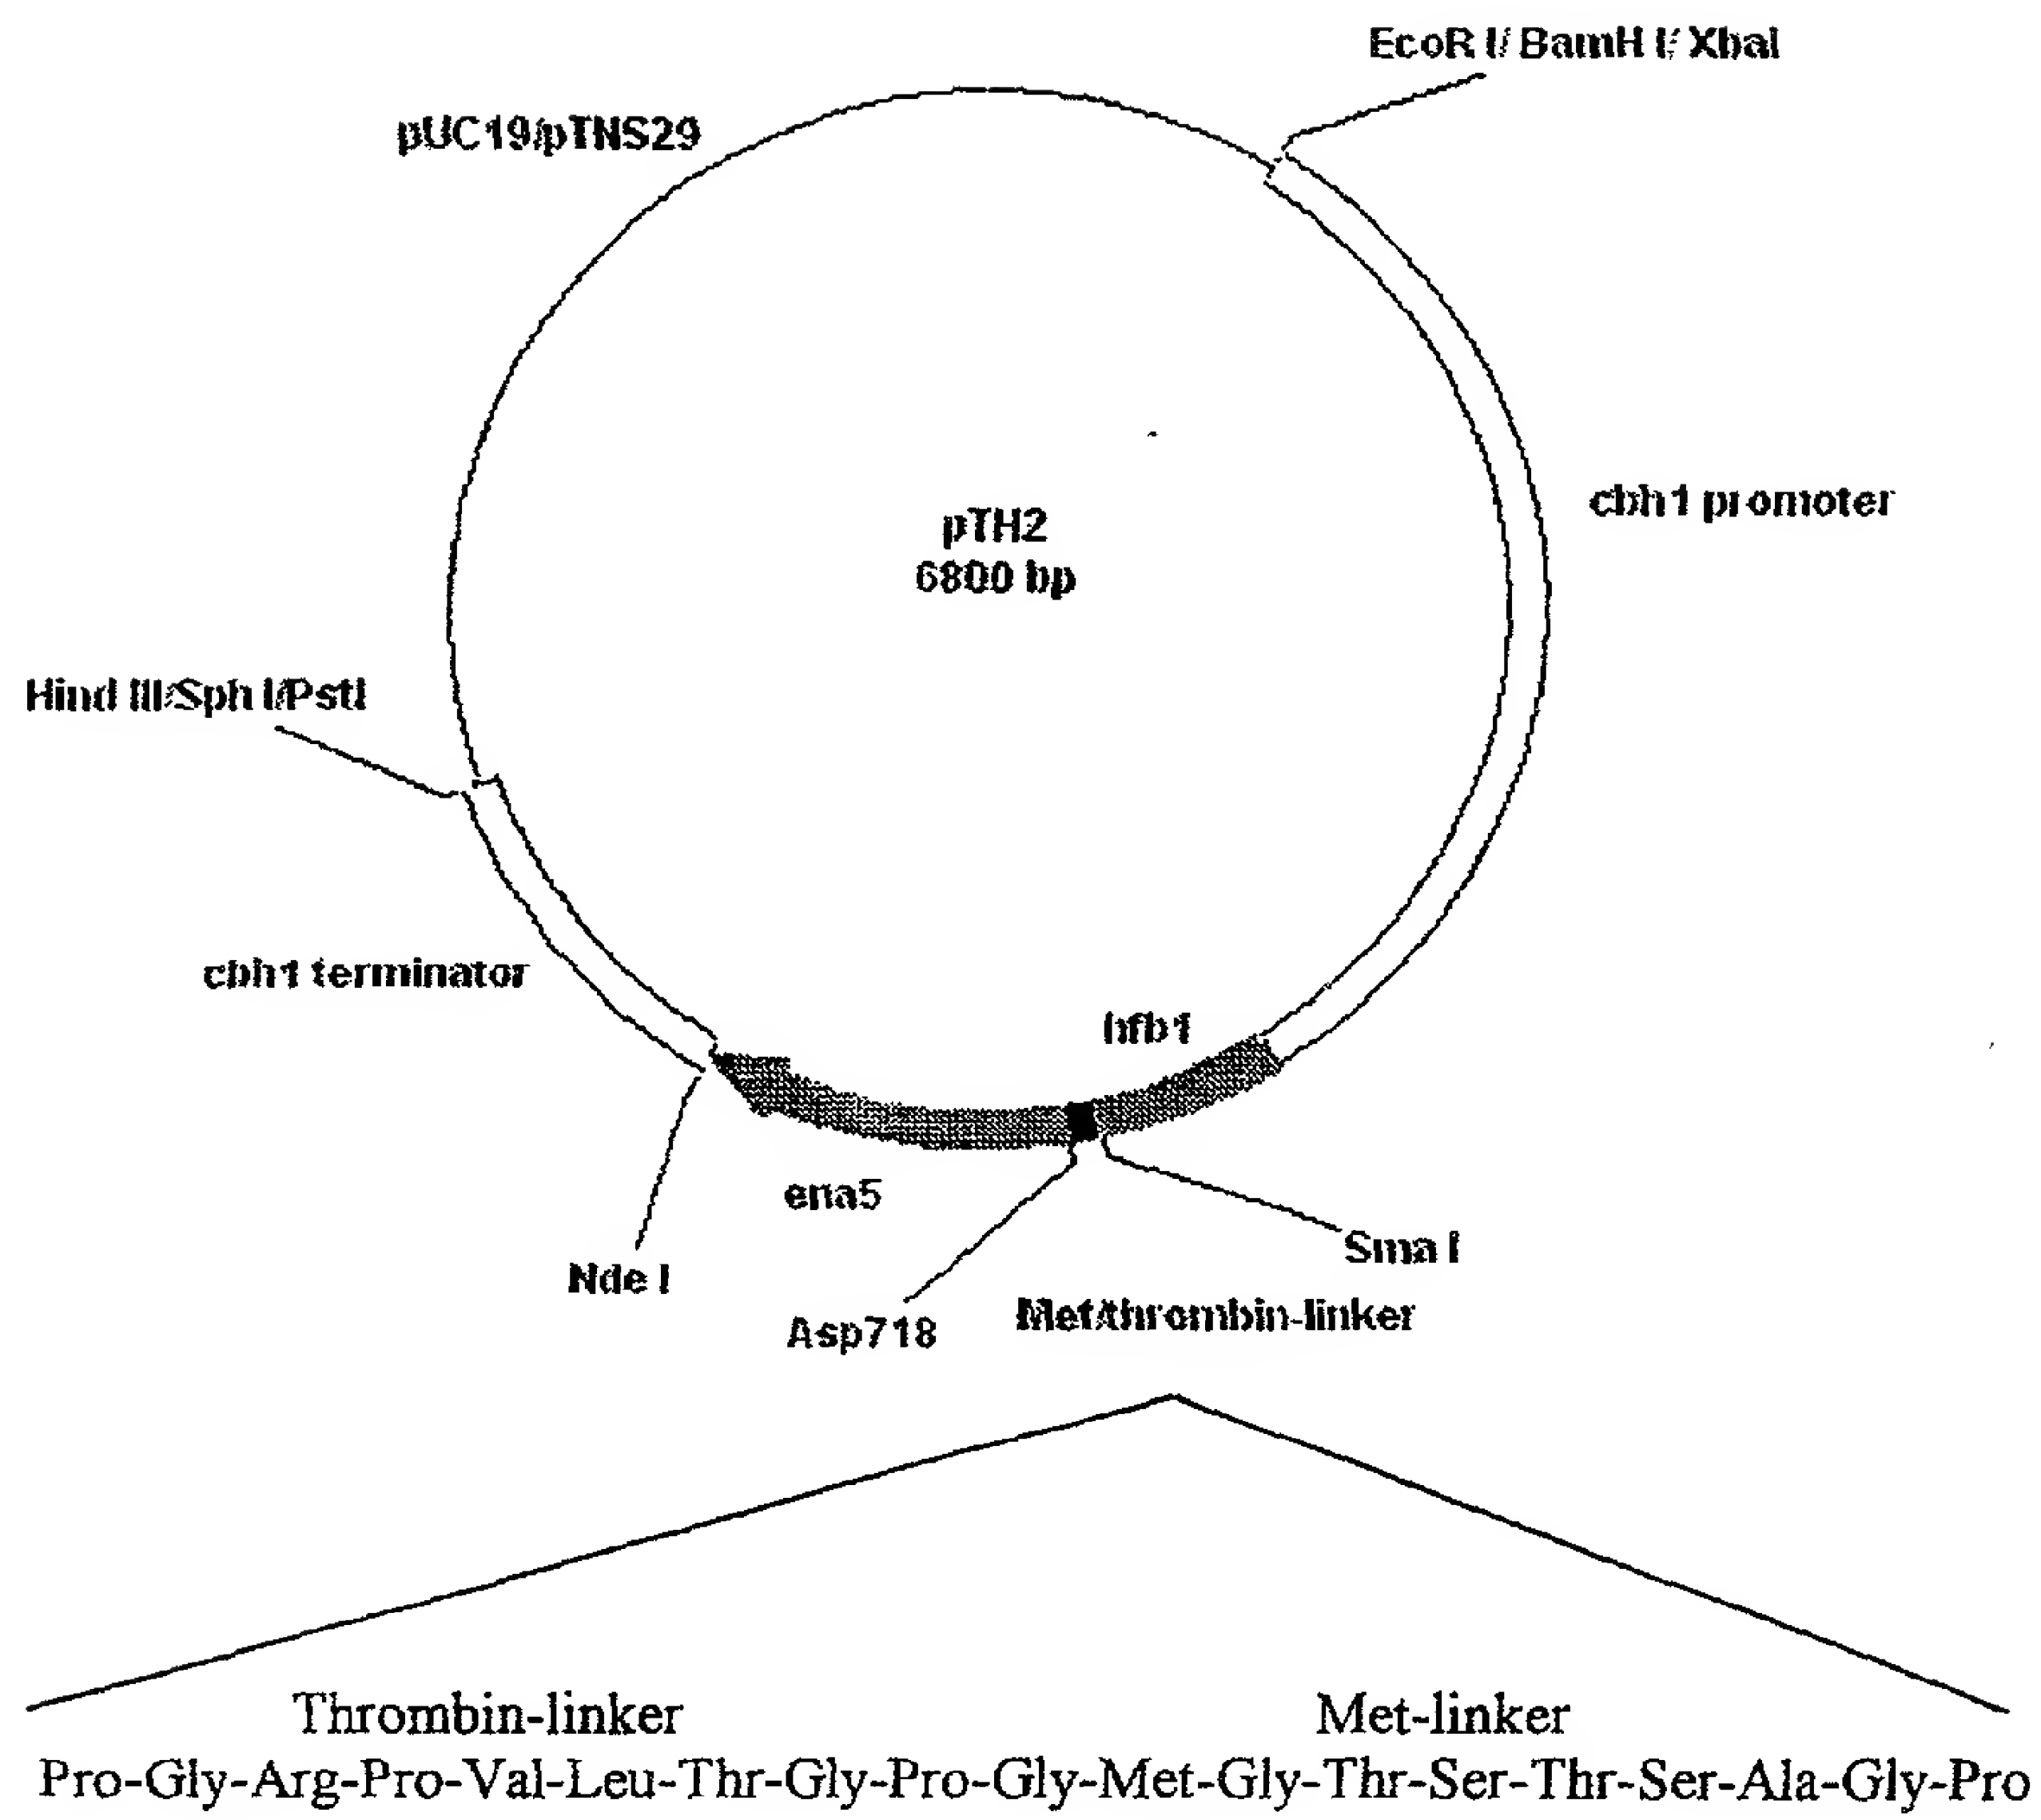 EcoR I/ BamH I/ XbaI
pUC19/pTNS29
cbh1 promoter
pTH2
6800 bp
Hind III/Sph I/PstI
cbh1 terminator
hfb1
ena5
Sma I
Nde I
Asp718
Met/thrombin-linker
Thrombin-linker
Met-linker
Pro-Gly-Arg-Pro-Val-Leu-Thr-Gly-Pro-Gly-Met-Gly-Thr-Ser-Thr-Ser-Ala-Gly-Pro